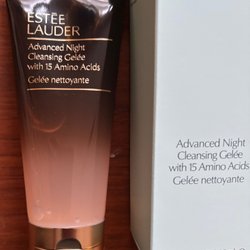 ESTĒE
LAUDER
Advanced Night
Cleansing Gelée
with 15 Amino Acids
Gelée nettoyante
Advanced Night
Cleansing Gelée
with 15 Amino Acids
Gelée nettoyante